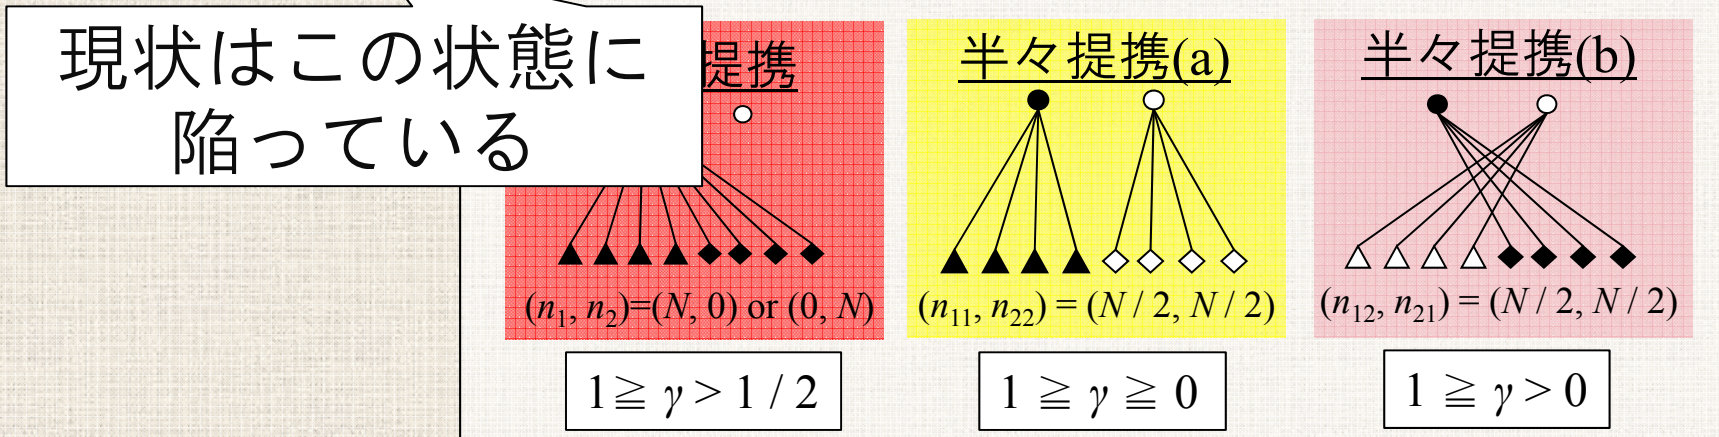 現状はこの状態に
陥っている
提携
半々提携(a)
半々提携(b)
(n₁, n₂)=(N, 0) or (0, N)
(n₁₁, n₂₂) = (N / 2, N / 2)
(n₁₂, n₂₁) = (N / 2, N / 2)
1≧ γ > 1 / 2
1 ≧ γ ≧ 0
1 ≧ γ > 0